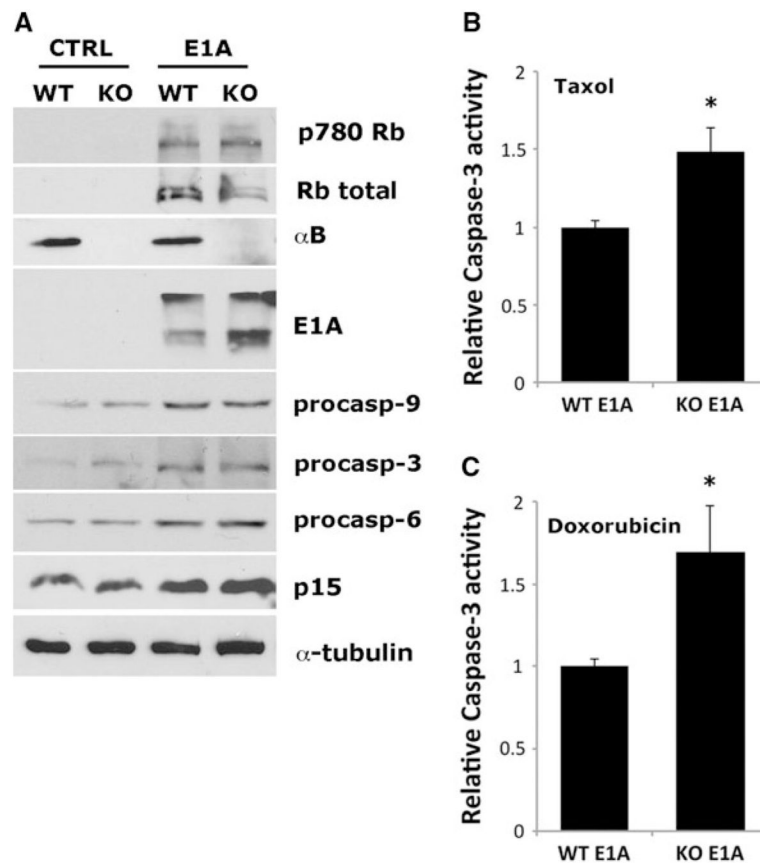 A
CTRL E1A
WT KO WT KO
p780 Rb
Rb total
αB
E1A
procasp-9
procasp-3
procasp-6
p15
α-tubulin
B
Relative Caspase-3 activity
2
1.5
1
0.5
0
Taxol
*
WT E1A KO E1A
C
Relative Caspase-3 activity
2
1.5
1
0.5
0
Doxorubicin
*
WT E1A KO E1A